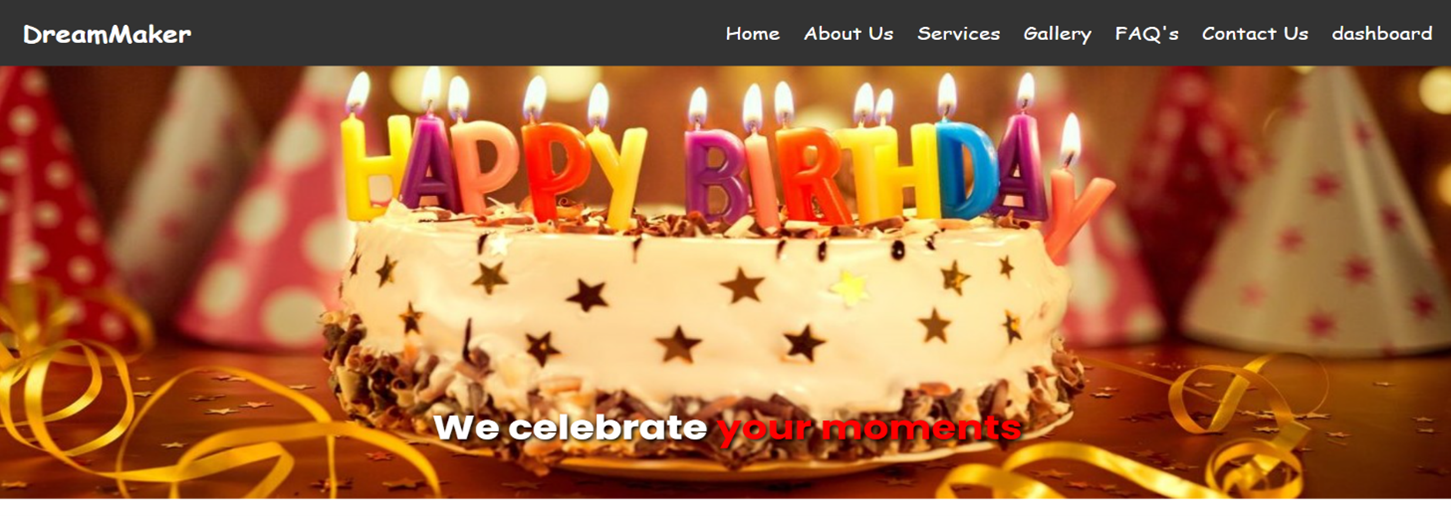 DreamMaker Home About Us Services Gallery FAQ's Contact Us dashboard
HAPPY BIRTHDAY
We celebrate your moments